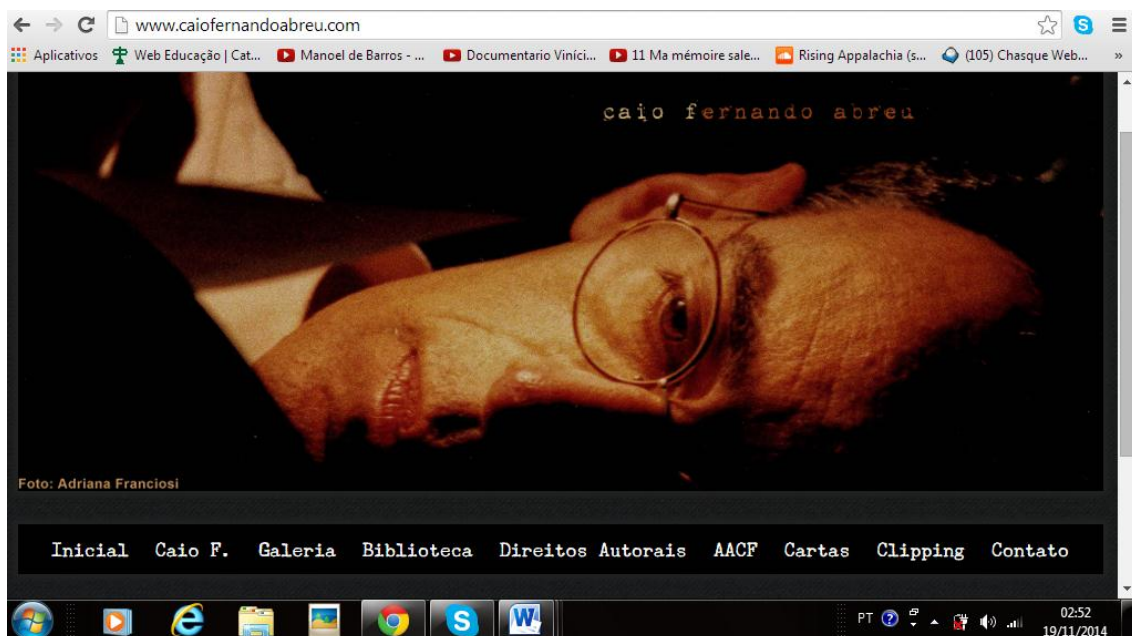 www.caiofernandoabreu.com
Aplicativos Web Educação | Cat... Manoel de Barros - ... Documentario Viníci... 11 Ma mémoire sale... Rising Appalachia (s... (105) Chasque Web... »
caio fernando abreu
Foto: Adriana Franciosi
Inicial Caio F. Galeria Biblioteca Direitos Autorais AACF Cartas Clipping Contato
PT 02:52
19/11/2014